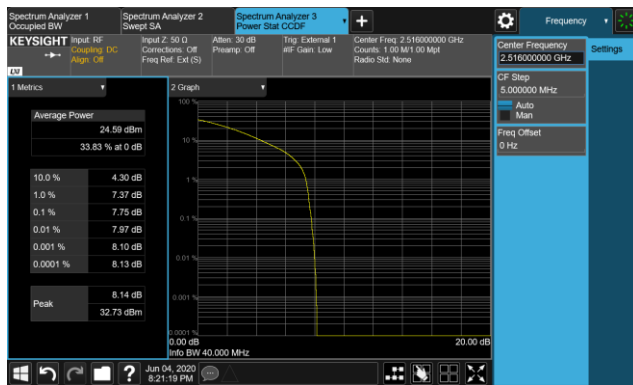 Spectrum Analyzer 1
Occupied BW
Spectrum Analyzer 2
Swept SA
Spectrum Analyzer 3
Power Stat CCDF
Frequency
KEYSIGHT
Input: RF
Coupling: DC
Align: Off
Input Z: 50 Ω
Corrections: Off
Freq Ref: Ext (S)
Atten: 30 dB
Preamp: Off
Trig: External 1
#IF Gain: Low
Center Freq: 2.516000000 GHz
Counts: 1.00 M/1.00 Mpt
Radio Std: None
LXI
Center Frequency
2.516000000 GHz
Settings
CF Step
5.000000 MHz
Auto
Man
Freq Offset
0 Hz
1 Metrics
Average Power
24.59 dBm
33.83 % at 0 dB
10.0 % 4.30 dB
1.0 % 7.37 dB
0.1 % 7.75 dB
0.01 % 7.97 dB
0.001 % 8.10 dB
0.0001 % 8.13 dB
Peak
8.14 dB
32.73 dBm
2 Graph
100 %
10 %
1 %
0.1 %
0.01 %
0.001 %
0.0001 %
0.00 dB
20.00 dB
Info BW 40.000 MHz
?
Jun 04, 2020
8:21:19 PM